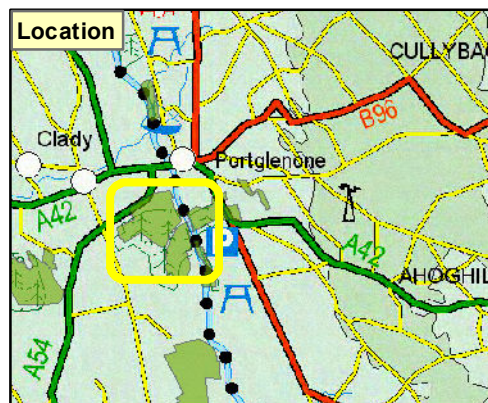 Location
CULLYBAC
B96
Clady
Portglenone
A42
P
A42
AHOGHIL
A54